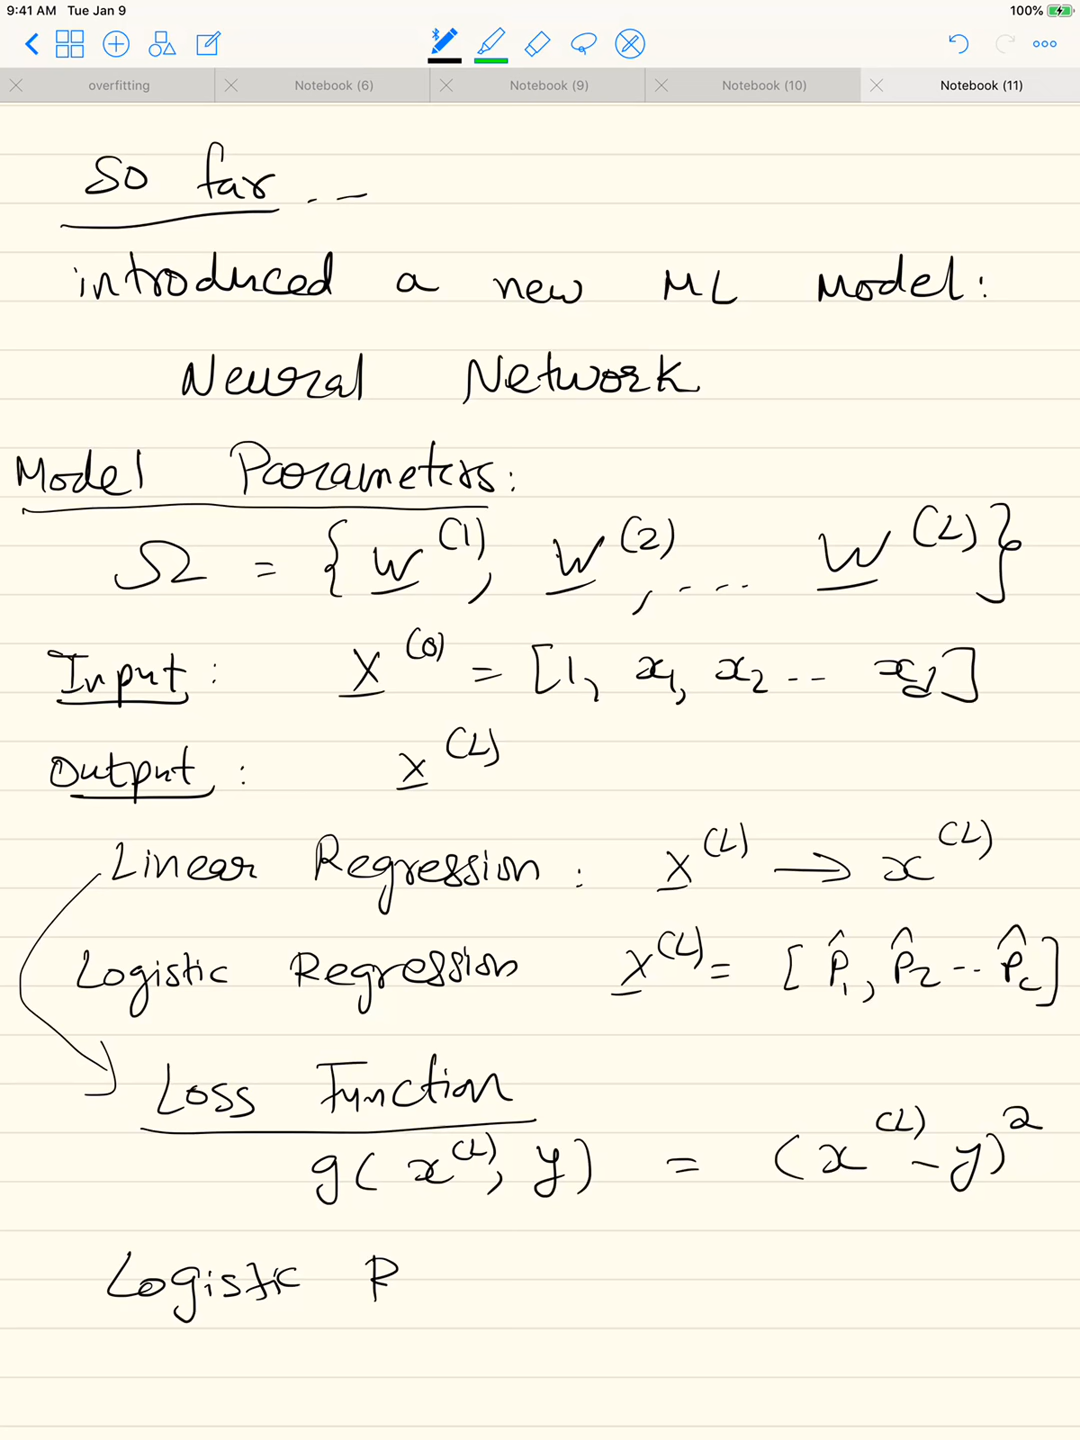 9:41 AM Tue Jan 9 100%
overfitting Notebook (6) Notebook (9) Notebook (10) Notebook (11)
So far . - -
introduced a new ML Model:
Neural Network
Model Parameters:
Ω = { W^(1), W^(2), ... W^(L) }
Input: X^(0) = [1, x₁, x₂ -- x_d]
Output: X^(L)
Linear Regression: X^(L) → x^(L)
Logistic Regression X^(L) = [P̂₁, P̂₂ -- P̂_C]
Loss Function
g(x^(L), y) = (x^(L) - y)²
Logistic R